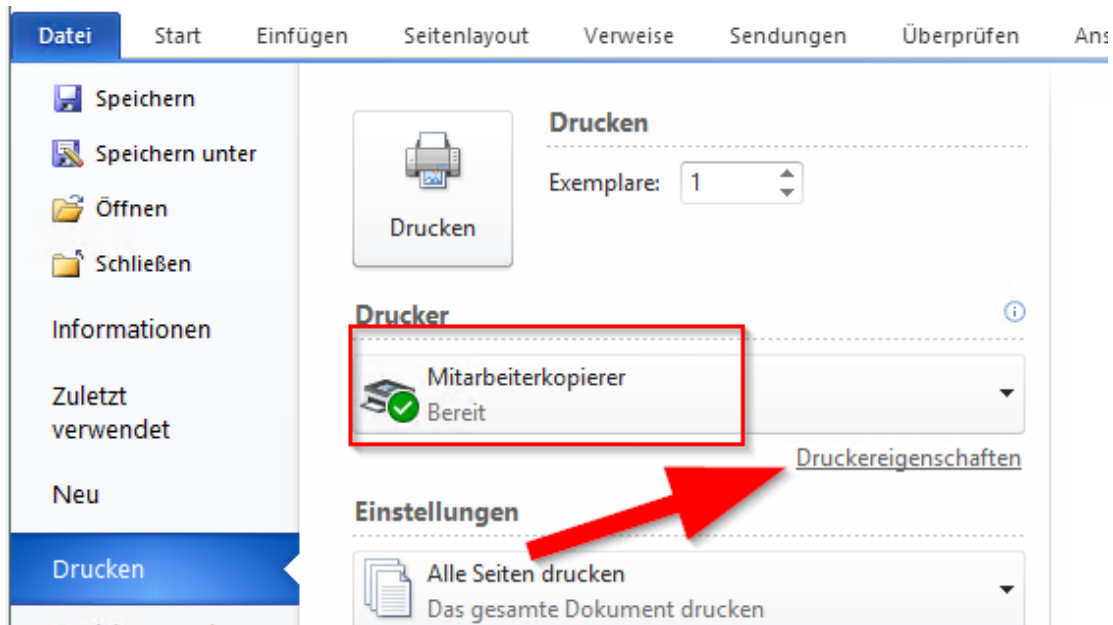 Datei Start Einfügen Seitenlayout Verweise Sendungen Überprüfen
Speichern
Speichern unter
Öffnen
Schließen
Informationen
Zuletzt
verwendet
Neu
Drucken
Drucken
Drucken
Exemplare: 1
Drucker
Mitarbeiterkopierer
Bereit
Druckereigenschaften
Einstellungen
Alle Seiten drucken
Das gesamte Dokument drucken